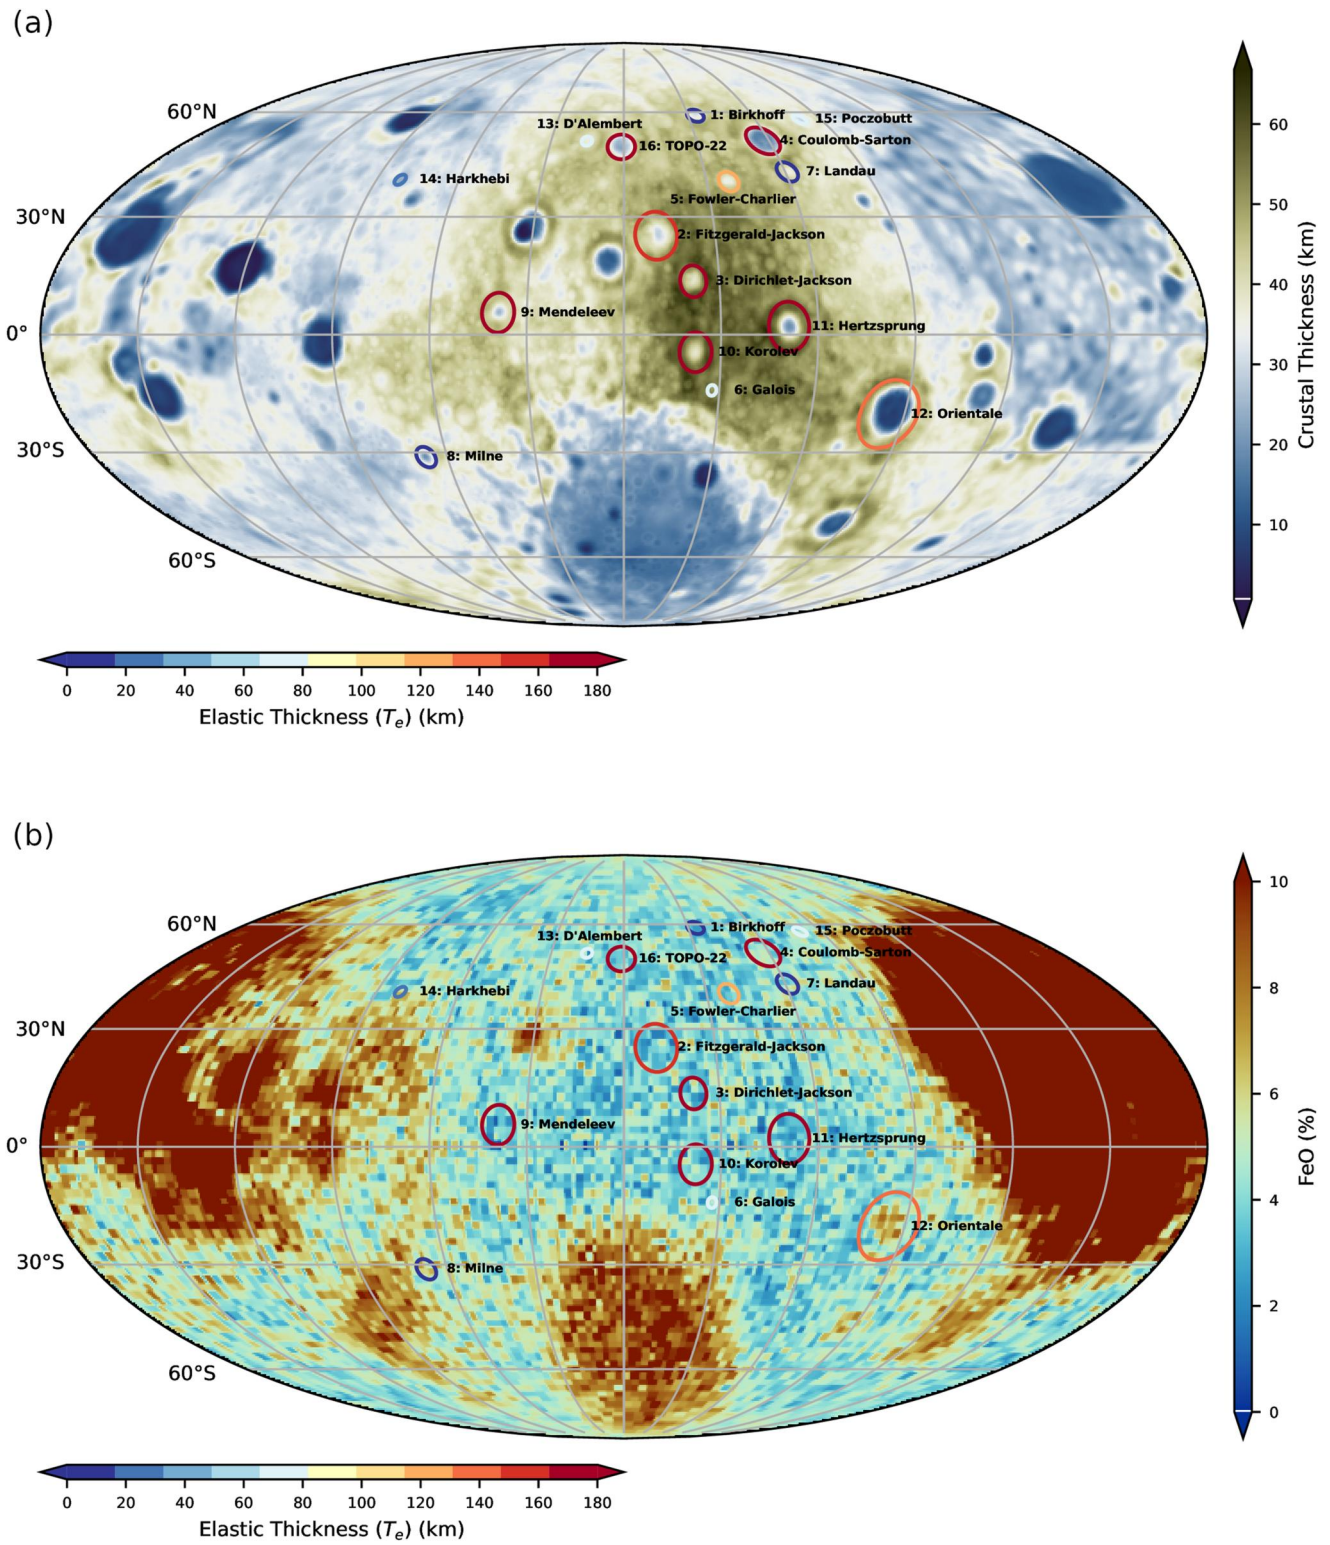 (a)
60°N
30°N
0°
30°S
60°S
1: Birkhoff
15: Poczobutt
13: D'Alembert
16: TOPO-22
4: Coulomb-Sarton
14: Harkhebi
7: Landau
5: Fowler-Charlier
2: Fitzgerald-Jackson
3: Dirichlet-Jackson
9: Mendeleev
11: Hertzsprung
10: Korolev
6: Galois
12: Orientale
8: Milne
60
50
40
30
20
10
Crustal Thickness (km)
0 20 40 60 80 100 120 140 160 180
Elastic Thickness (Te) (km)
(b)
60°N
30°N
0°
30°S
60°S
1: Birkhoff
15: Poczobutt
13: D'Alembert
16: TOPO-22
4: Coulomb-Sarton
14: Harkhebi
7: Landau
5: Fowler-Charlier
2: Fitzgerald-Jackson
3: Dirichlet-Jackson
9: Mendeleev
11: Hertzsprung
10: Korolev
6: Galois
12: Orientale
8: Milne
10
8
6
4
2
0
FeO (%)
0 20 40 60 80 100 120 140 160 180
Elastic Thickness (Te) (km)